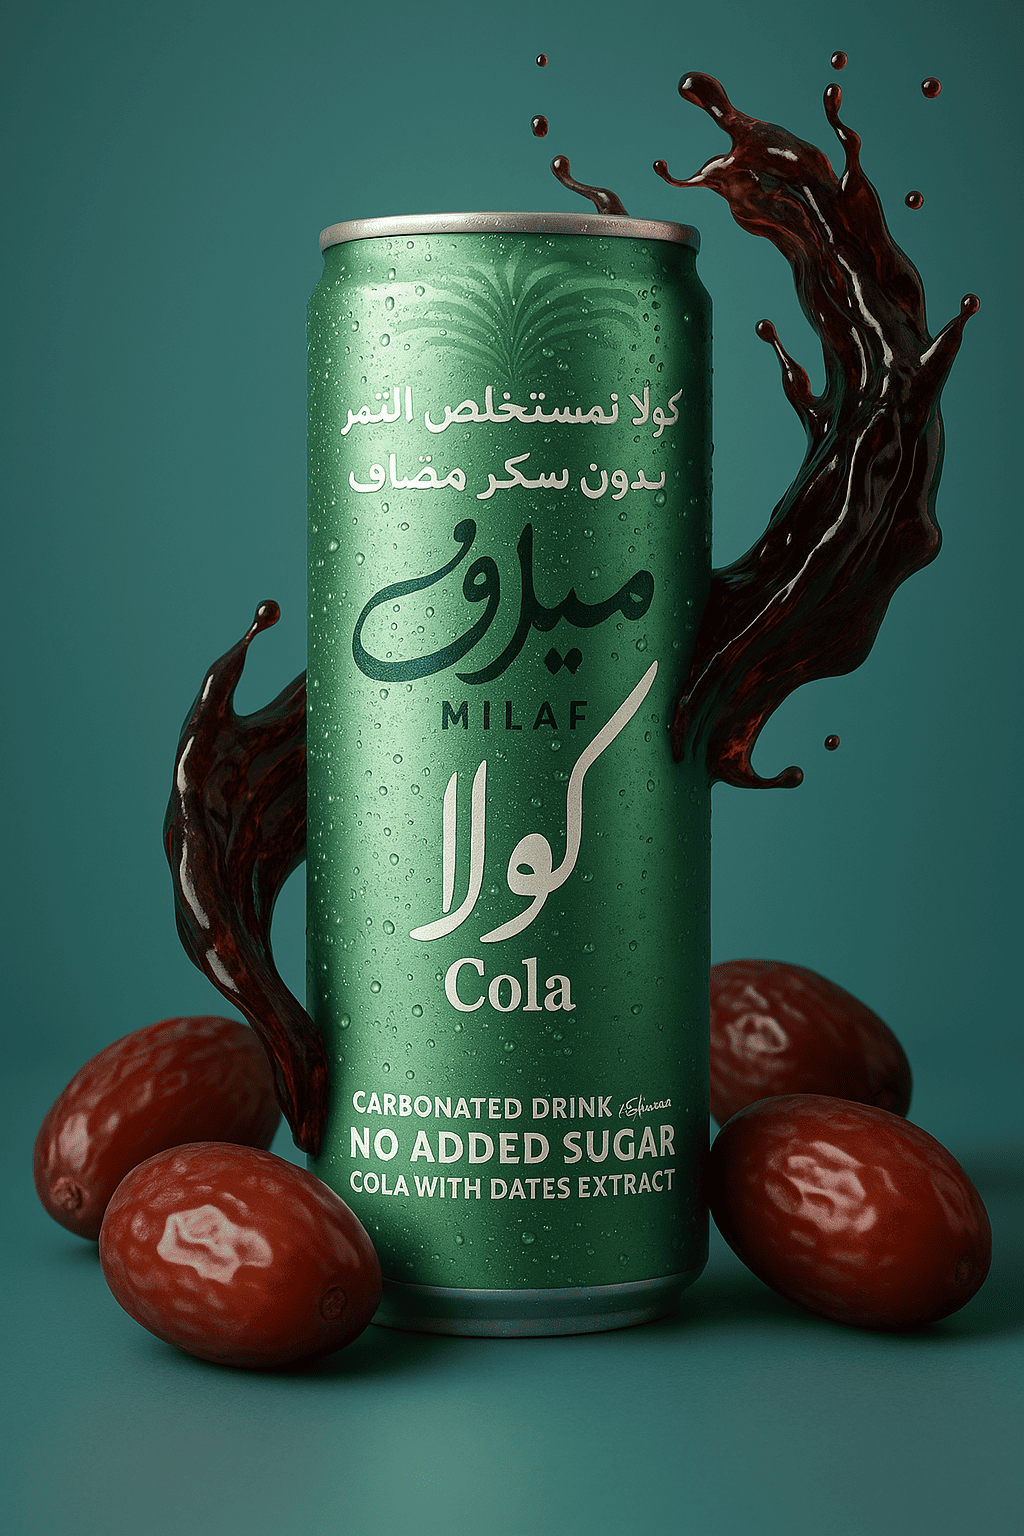 كولا نمستخلص التمر
بدون سكر مضاف
ميلاف
MILAF
كولا
Cola
CARBONATED DRINK
NO ADDED SUGAR
COLA WITH DATES EXTRACT